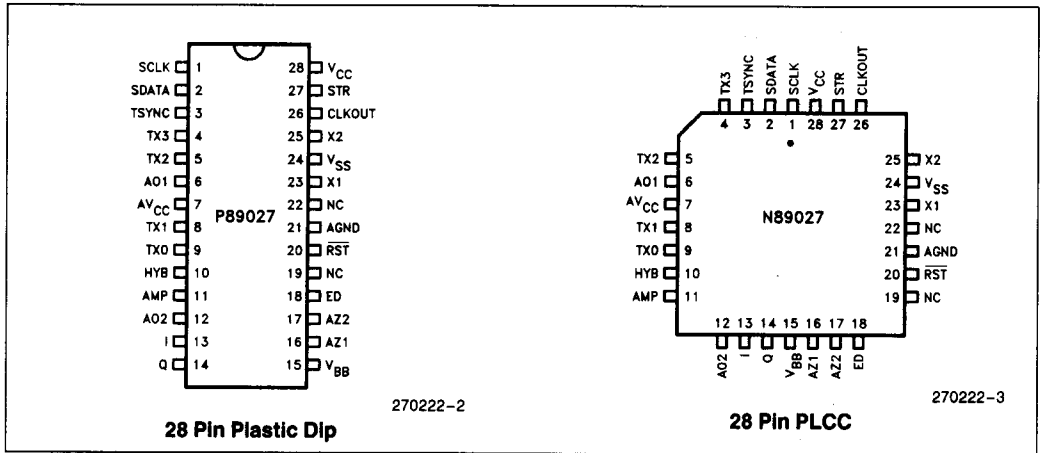 SCLK 1 28 VCC
SDATA 2 27 STR
TSYNC 3 26 CLKOUT
TX3 4 25 X2
TX2 5 24 VSS
AO1 6 23 X1
AVCC 7 22 NC
P89027
TX1 8 21 AGND
TX0 9 20 RST
HYB 10 19 NC
AMP 11 18 ED
AO2 12 17 AZ2
I 13 16 AZ1
Q 14 15 VBB
270222-2
28 Pin Plastic Dip
TX3 TSYNC SDATA SCLK VCC STR CLKOUT
4 3 2 1 28 27 26
TX2 5 25 X2
AO1 6 24 VSS
AVCC 7 23 X1
TX1 8 N89027 22 NC
TX0 9 21 AGND
HYB 10 20 RST
AMP 11 19 NC
12 13 14 15 16 17 18
AO2 I Q VBB AZ1 AZ2 ED
270222-3
28 Pin PLCC